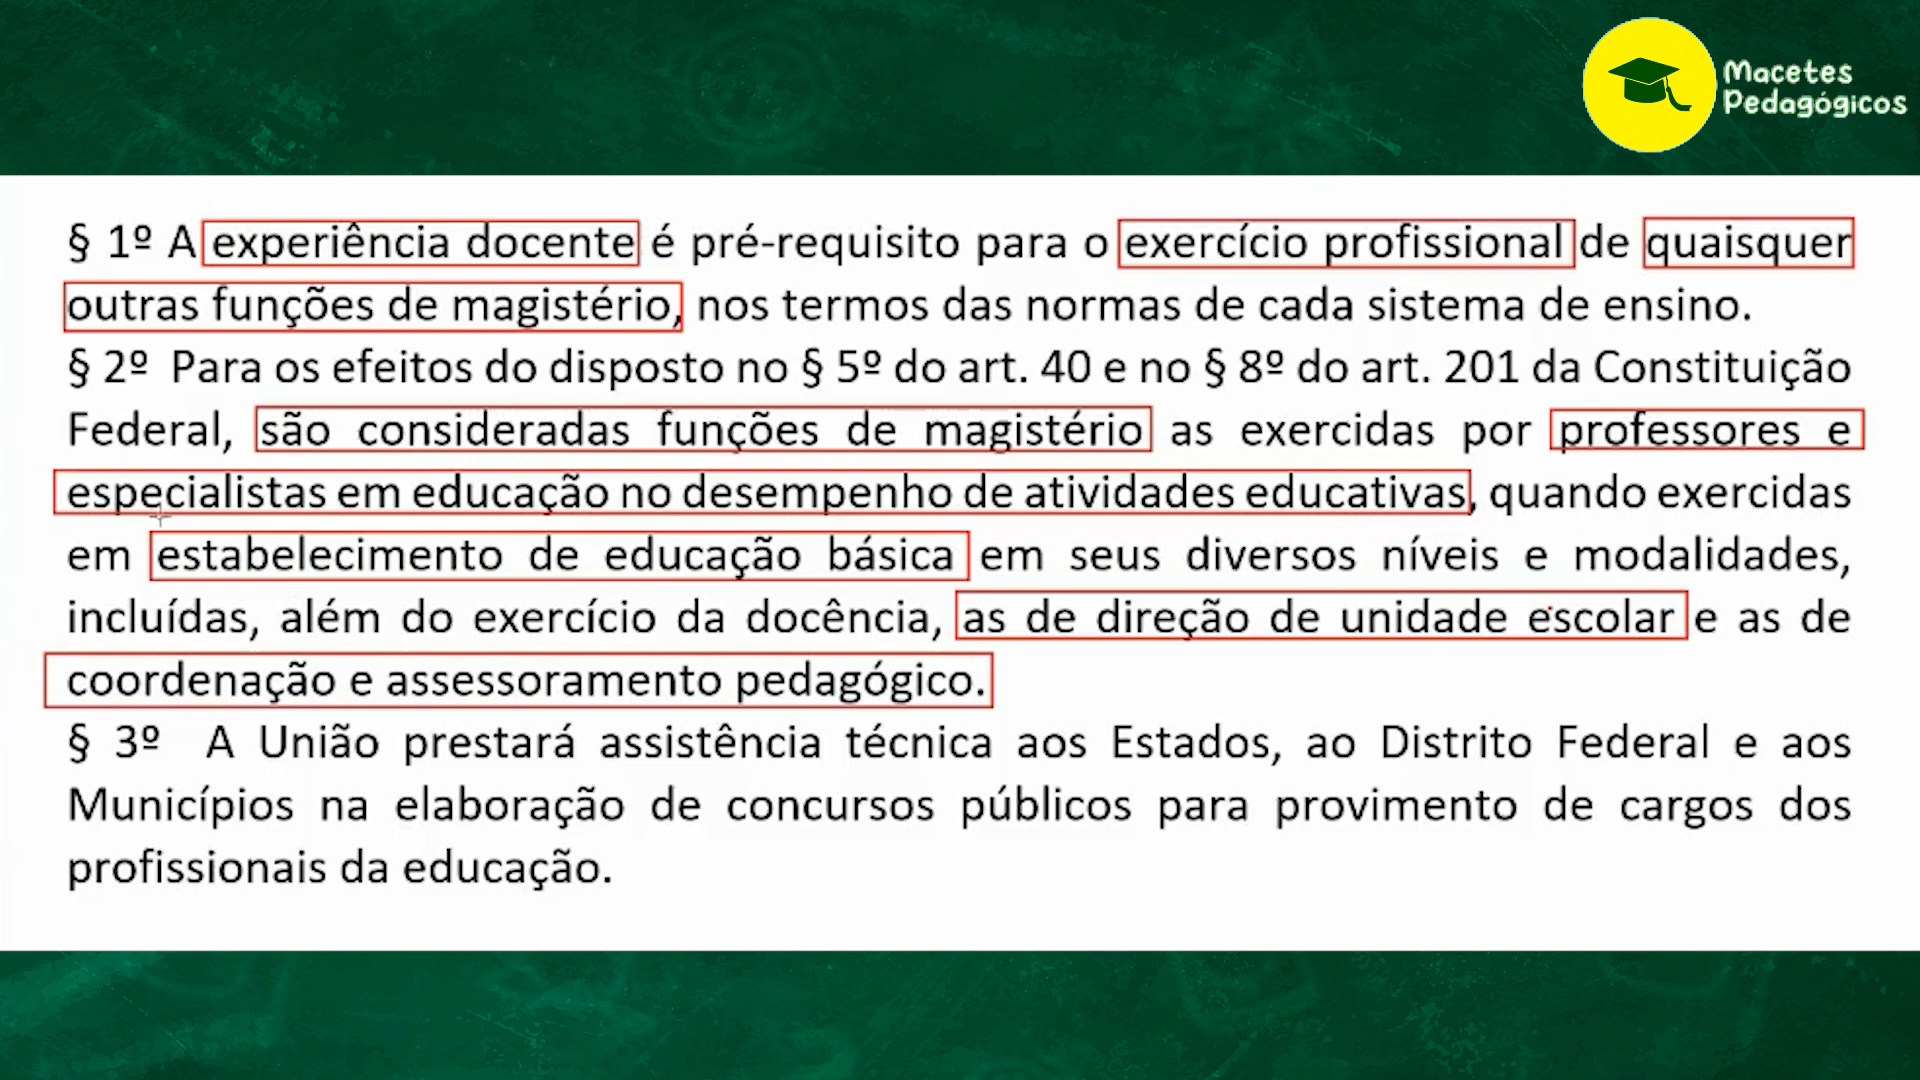 Macetes
Pedagógicos
§ 1º A experiência docente é pré-requisito para o exercício profissional de quaisquer
outras funções de magistério, nos termos das normas de cada sistema de ensino.
§ 2º Para os efeitos do disposto no § 5º do art. 40 e no § 8º do art. 201 da Constituição
Federal, são consideradas funções de magistério as exercidas por professores e
especialistas em educação no desempenho de atividades educativas, quando exercidas
em estabelecimento de educação básica em seus diversos níveis e modalidades,
incluídas, além do exercício da docência, as de direção de unidade escolar e as de
coordenação e assessoramento pedagógico.
§ 3º A União prestará assistência técnica aos Estados, ao Distrito Federal e aos
Municípios na elaboração de concursos públicos para provimento de cargos dos
profissionais da educação.